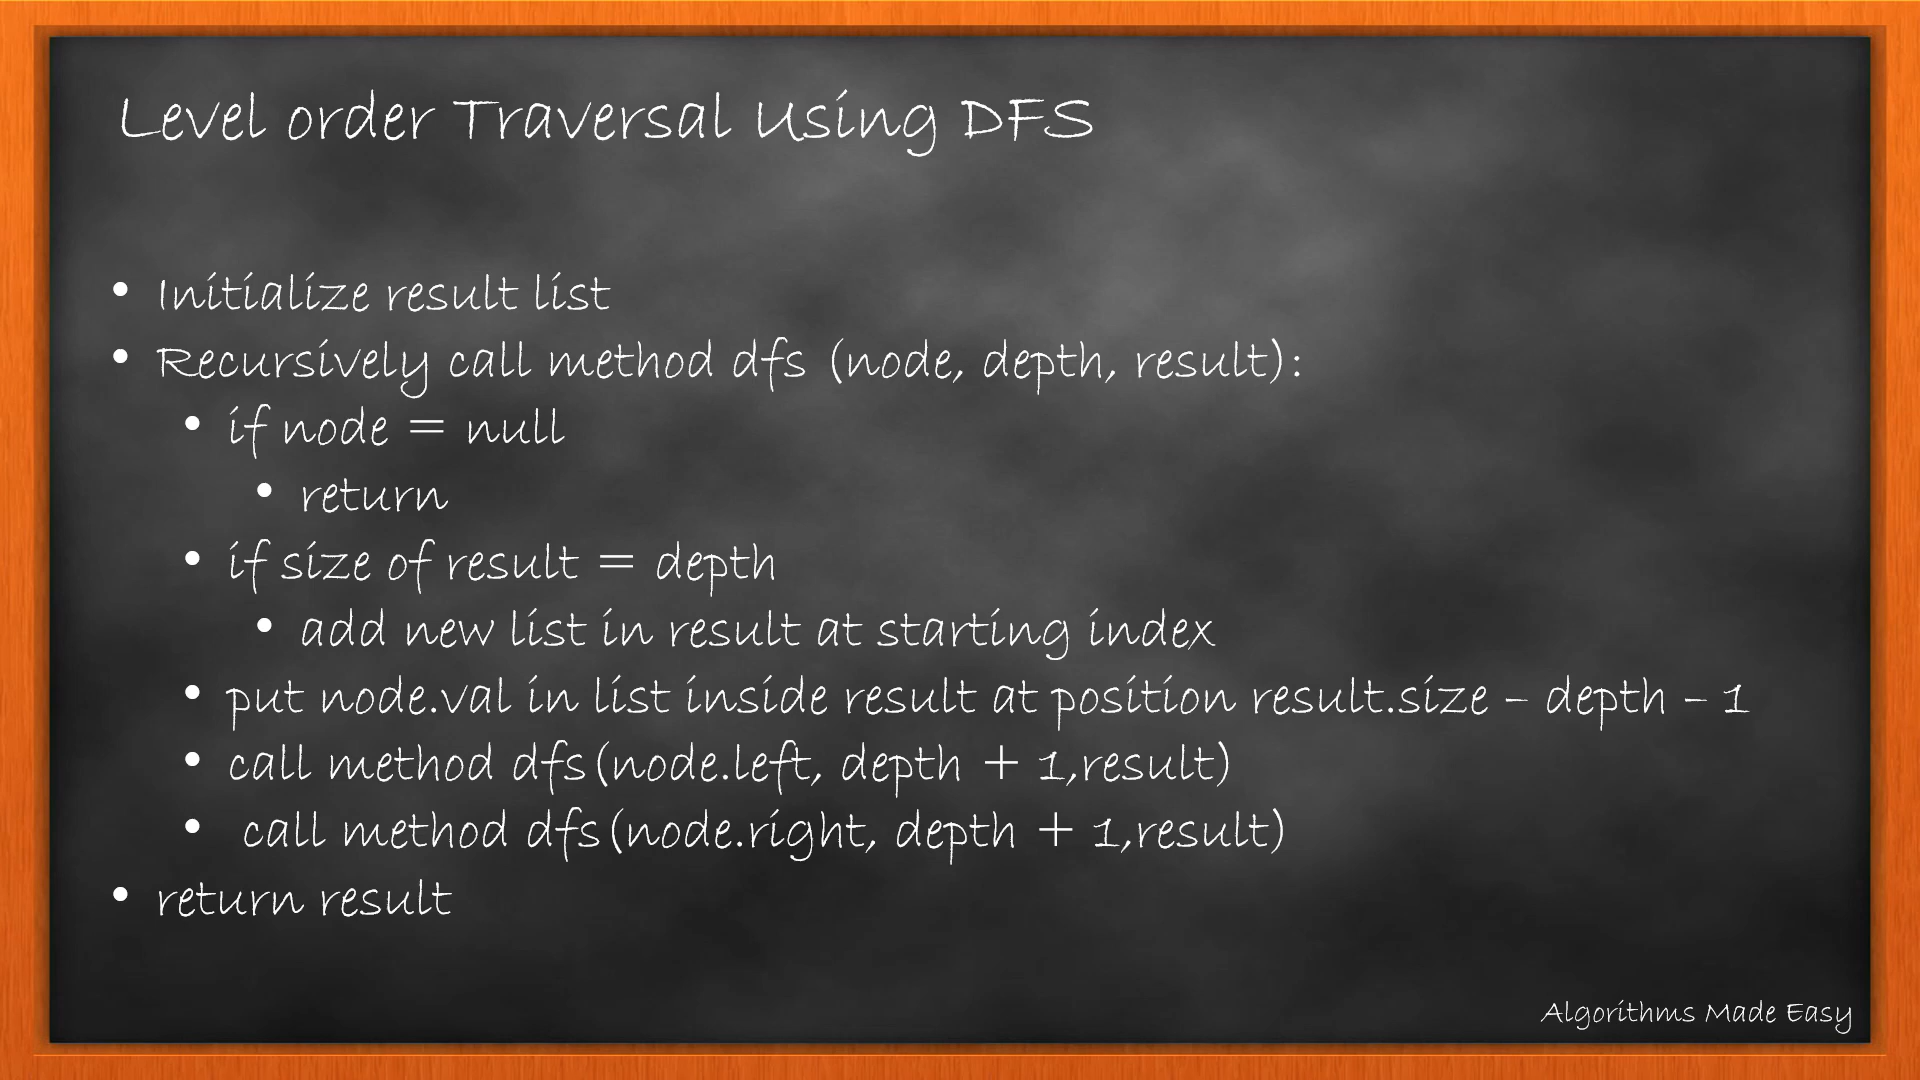 Level order Traversal Using DFS
• Initialize result list
• Recursively call method dfs (node, depth, result):
• if node = null
• return
• if size of result = depth
• add new list in result at starting index
• put node.val in list inside result at position result.size – depth – 1
• call method dfs(node.left, depth + 1,result)
• call method dfs(node.right, depth + 1,result)
• return result
Algorithms Made Easy